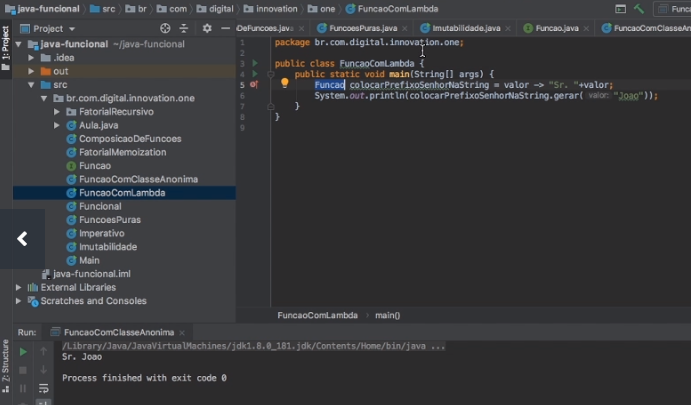 java-funcional src br com digital innovation one FuncaoComLambda
Project
DeFuncoes.java FuncoesPuras.java Imutabilidade.java Funcao.java FuncaoComClasseAnon
1: Project
java-funcional ~/java-funcional
.idea
out
src
br.com.digital.innovation.one
FatorialRecursivo
Aula.java
ComposicaoDeFuncoes
FatorialMemoization
Funcao
FuncaoComClasseAnonima
FuncaoComLambda
Funcional
FuncoesPuras
Imperativo
Imutabilidade
Main
java-funcional.iml
External Libraries
Scratches and Consoles
1 package br.com.digital.innovation.one;
2
3 public class FuncaoComLambda {
4 public static void main(String[] args) {
5 Funcao colocarPrefixoSenhorNaString = valor -> "Sr. "+valor;
6 System.out.println(colocarPrefixoSenhorNaString.gerar( valor: "Joao"));
7 }
8 }
9
FuncaoComLambda › main()
Run: FuncaoComClasseAnonima
/Library/Java/JavaVirtualMachines/jdk1.8.0_181.jdk/Contents/Home/bin/java ...
Sr. Joao
Process finished with exit code 0
7: Structure